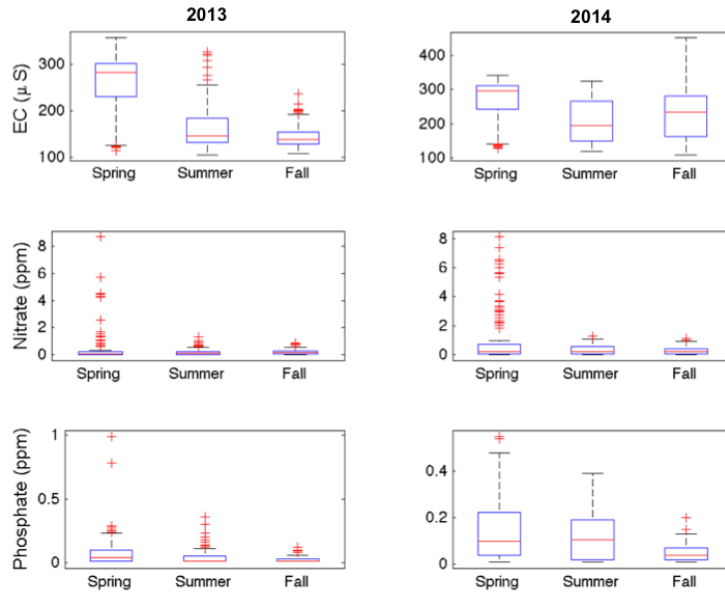 2013
2014
EC (μ S)
300
200
100
Spring Summer Fall
400
300
200
100
Spring Summer Fall
Nitrate (ppm)
8
6
4
2
0
Spring Summer Fall
8
6
4
2
0
Spring Summer Fall
Phosphate (ppm)
1
0.5
0
Spring Summer Fall
0.4
0.2
0
Spring Summer Fall